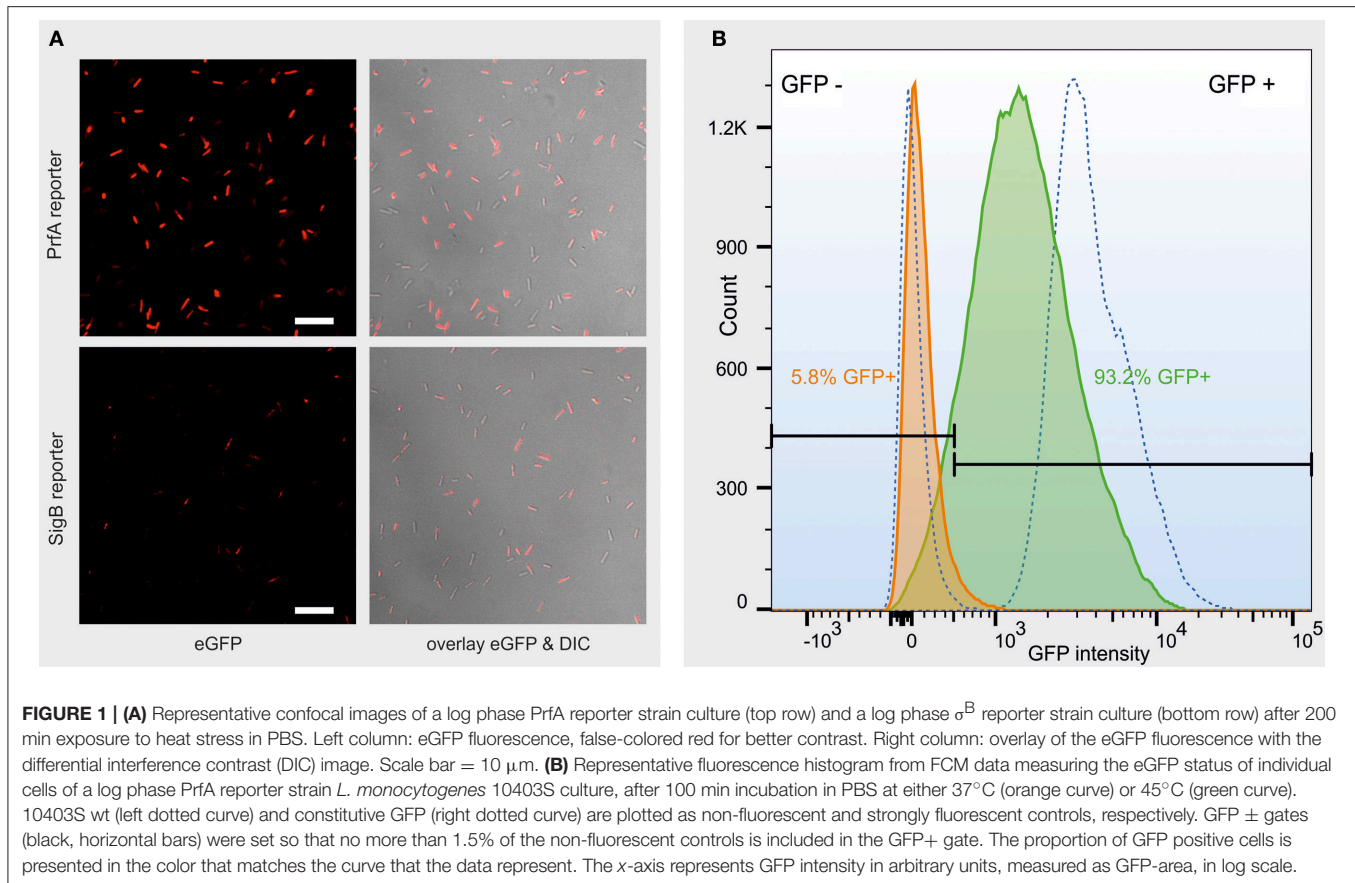 A
PrfA reporter
SigB reporter
eGFP
overlay eGFP & DIC
B
GFP -
GFP +
1.2K
900
600
300
0
Count
5.8% GFP+
93.2% GFP+
-10³
0
10³
10⁴
10⁵
GFP intensity
FIGURE 1 | (A) Representative confocal images of a log phase PrfA reporter strain culture (top row) and a log phase σᴮ reporter strain culture (bottom row) after 200
min exposure to heat stress in PBS. Left column: eGFP fluorescence, false-colored red for better contrast. Right column: overlay of the eGFP fluorescence with the
differential interference contrast (DIC) image. Scale bar = 10 μm. (B) Representative fluorescence histogram from FCM data measuring the eGFP status of individual
cells of a log phase PrfA reporter strain L. monocytogenes 10403S culture, after 100 min incubation in PBS at either 37°C (orange curve) or 45°C (green curve).
10403S wt (left dotted curve) and constitutive GFP (right dotted curve) are plotted as non-fluorescent and strongly fluorescent controls, respectively. GFP ± gates
(black, horizontal bars) were set so that no more than 1.5% of the non-fluorescent controls is included in the GFP+ gate. The proportion of GFP positive cells is
presented in the color that matches the curve that the data represent. The x-axis represents GFP intensity in arbitrary units, measured as GFP-area, in log scale.